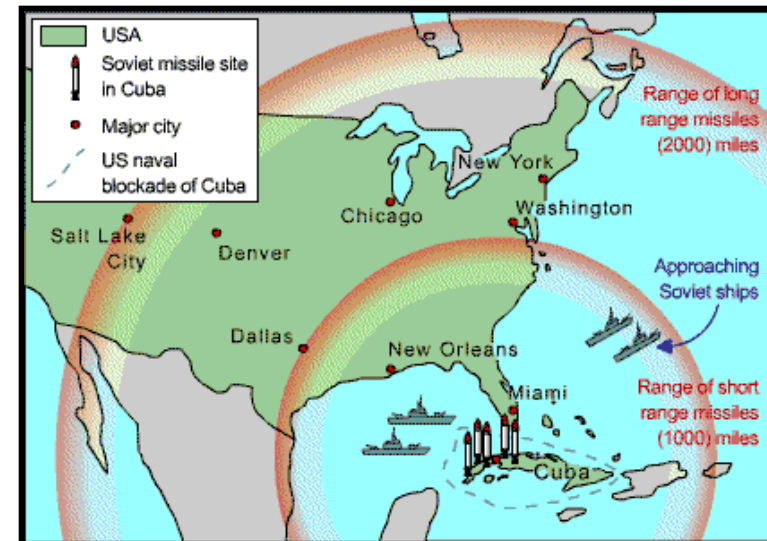 USA
Soviet missile site
in Cuba
Major city
US naval
blockade of Cuba
Range of long
range missiles
(2000) miles
New York
Chicago
Washington
Salt Lake
City
Denver
Approaching
Soviet ships
Dallas
New Orleans
Miami
Range of short
range missiles
(1000) miles
Cuba